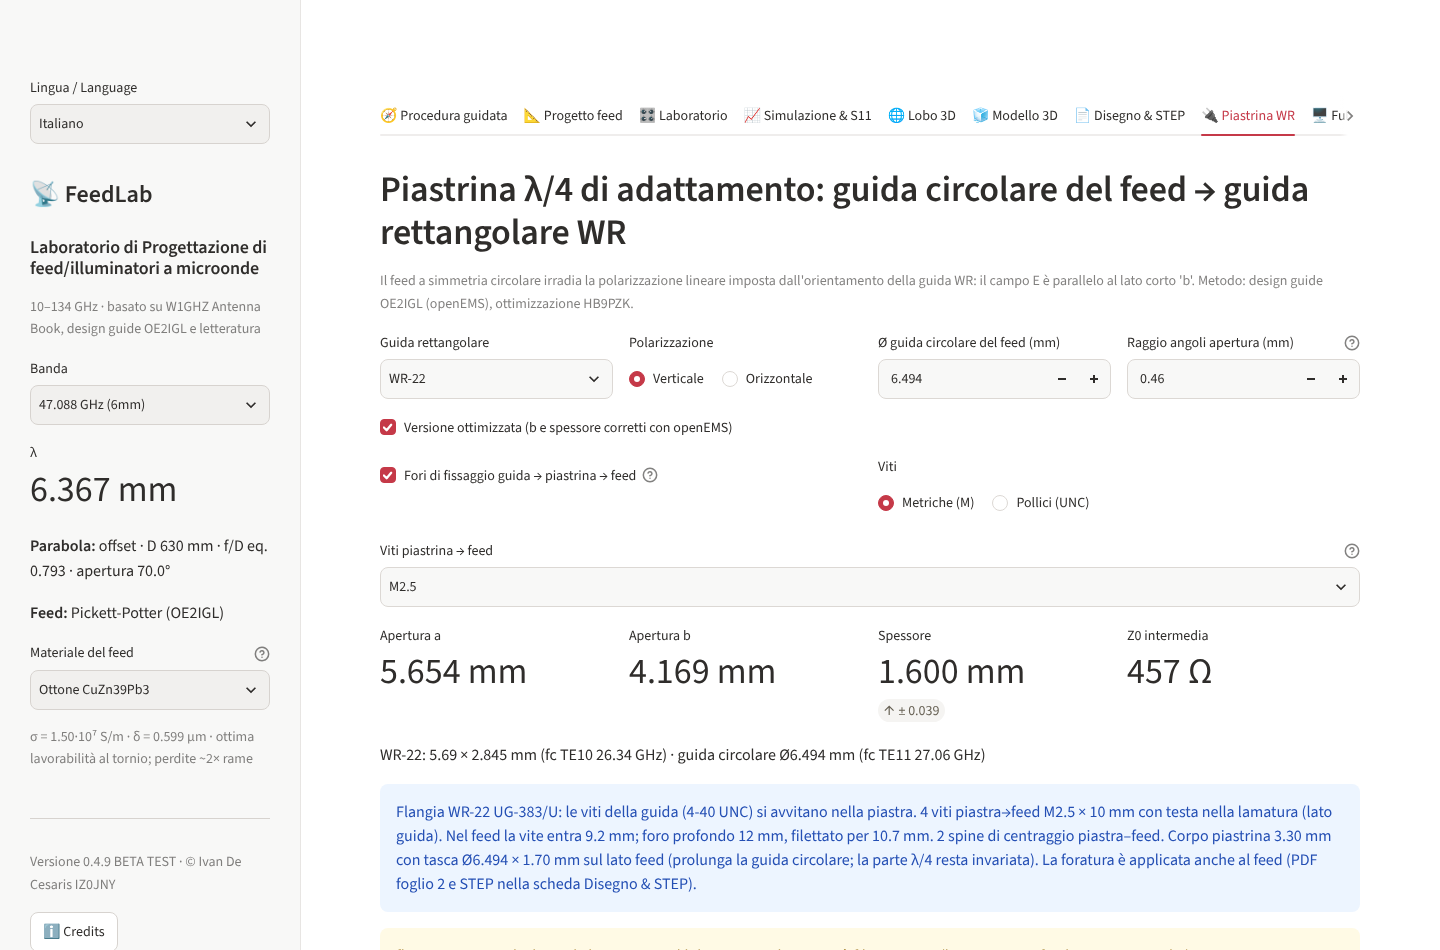 Lingua / Language
Italiano
📡 FeedLab
Laboratorio di Progettazione di
feed/illuminatori a microonde
10–134 GHz · basato su W1GHZ Antenna
Book, design guide OE2IGL e letteratura
Banda
47.088 GHz (6mm)
λ
6.367 mm
Parabola: offset · D 630 mm · f/D eq.
0.793 · apertura 70.0°
Feed: Pickett-Potter (OE2IGL)
Materiale del feed
Ottone CuZn39Pb3
σ = 1.50·10⁷ S/m · δ = 0.599 µm · ottima
lavorabilità al tornio; perdite ~2× rame
Versione 0.4.9 BETA TEST · © Ivan De
Cesaris IZ0JNY
ℹ️ Credits
🧭 Procedura guidata 📐 Progetto feed 🎛️ Laboratorio 📈 Simulazione & S11 🌐 Lobo 3D 🧊 Modello 3D 📄 Disegno & STEP 🔌 Piastrina WR 🖥️ Fu
Piastrina λ/4 di adattamento: guida circolare del feed → guida
rettangolare WR
Il feed a simmetria circolare irradia la polarizzazione lineare imposta dall'orientamento della guida WR: il campo E è parallelo al lato corto 'b'. Metodo: design guide
OE2IGL (openEMS), ottimizzazione HB9PZK.
Guida rettangolare Polarizzazione Ø guida circolare del feed (mm) Raggio angoli apertura (mm)
WR-22 Verticale Orizzontale 6.494 0.46
Versione ottimizzata (b e spessore corretti con openEMS)
Fori di fissaggio guida → piastrina → feed
Viti
Metriche (M) Pollici (UNC)
Viti piastrina → feed
M2.5
Apertura a Apertura b Spessore Z0 intermedia
5.654 mm 4.169 mm 1.600 mm 457 Ω
↑ ± 0.039
WR-22: 5.69 × 2.845 mm (fc TE10 26.34 GHz) · guida circolare Ø6.494 mm (fc TE11 27.06 GHz)
Flangia WR-22 UG-383/U: le viti della guida (4-40 UNC) si avvitano nella piastra. 4 viti piastra→feed M2.5 × 10 mm con testa nella lamatura (lato
guida). Nel feed la vite entra 9.2 mm; foro profondo 12 mm, filettato per 10.7 mm. 2 spine di centraggio piastra–feed. Corpo piastrina 3.30 mm
con tasca Ø6.494 × 1.70 mm sul lato feed (prolunga la guida circolare; la parte λ/4 resta invariata). La foratura è applicata anche al feed (PDF
foglio 2 e STEP nella scheda Disegno & STEP).